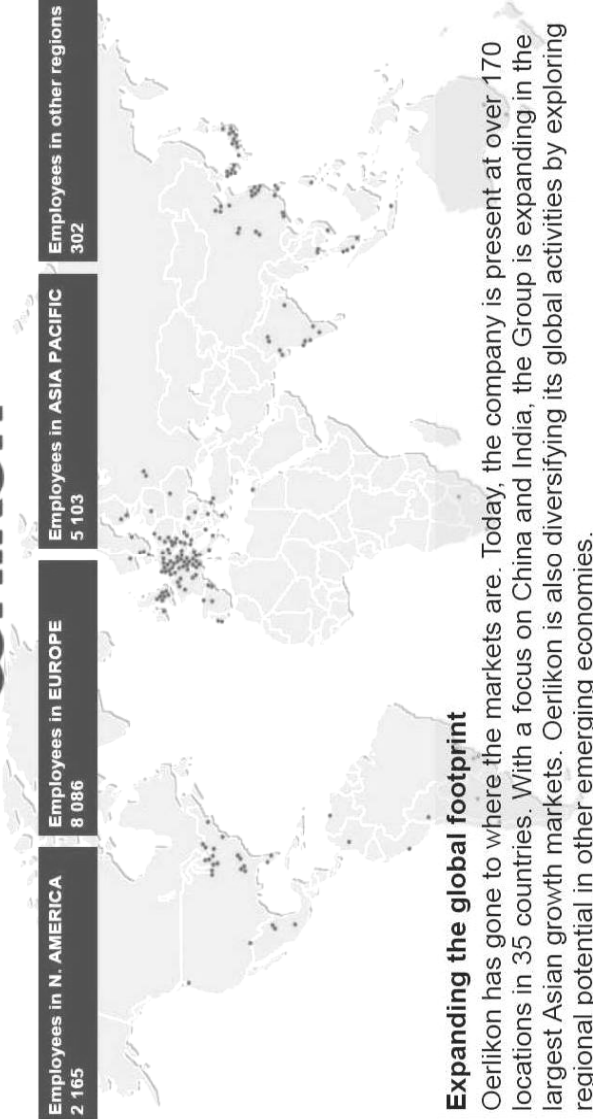 Employees in N. AMERICA
2 165
Employees in EUROPE
8 086
Employees in ASIA PACIFIC
5 103
Employees in other regions
302
Expanding the global footprint
Oerlikon has gone to where the markets are. Today, the company is present at over 170
locations in 35 countries. With a focus on China and India, the Group is expanding in the
largest Asian growth markets. Oerlikon is also diversifying its global activities by exploring
regional potential in other emerging economies.